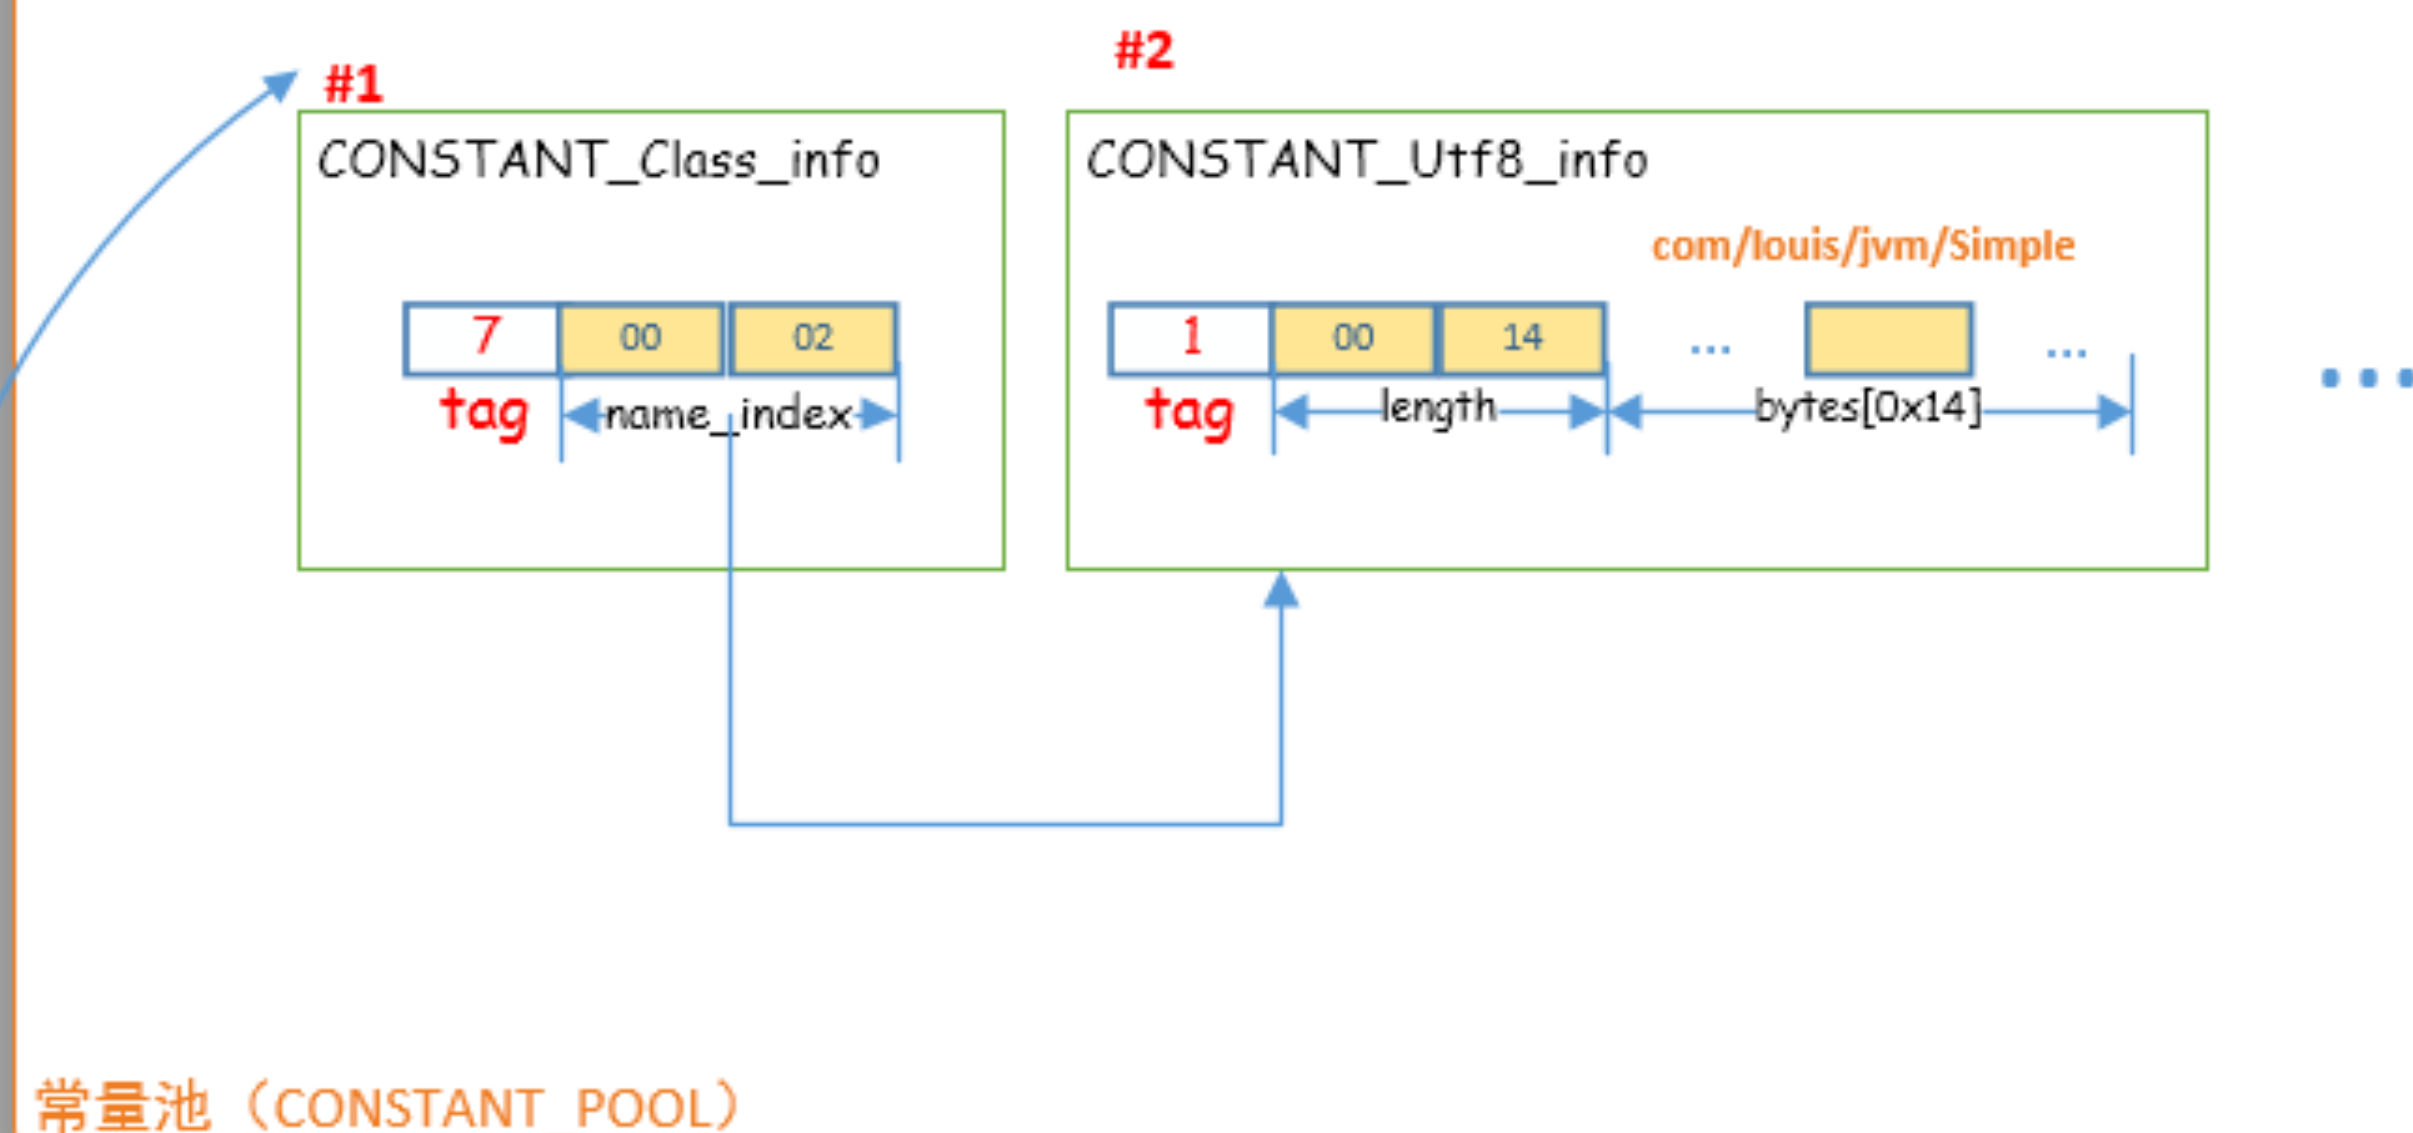 #1
CONSTANT_Class_info
7 00 02
tag name_index
#2
CONSTANT_Utf8_info
com/louis/jvm/Simple
1 00 14 ... ...
tag length bytes[0x14]
...
常量池（CONSTANT_POOL）